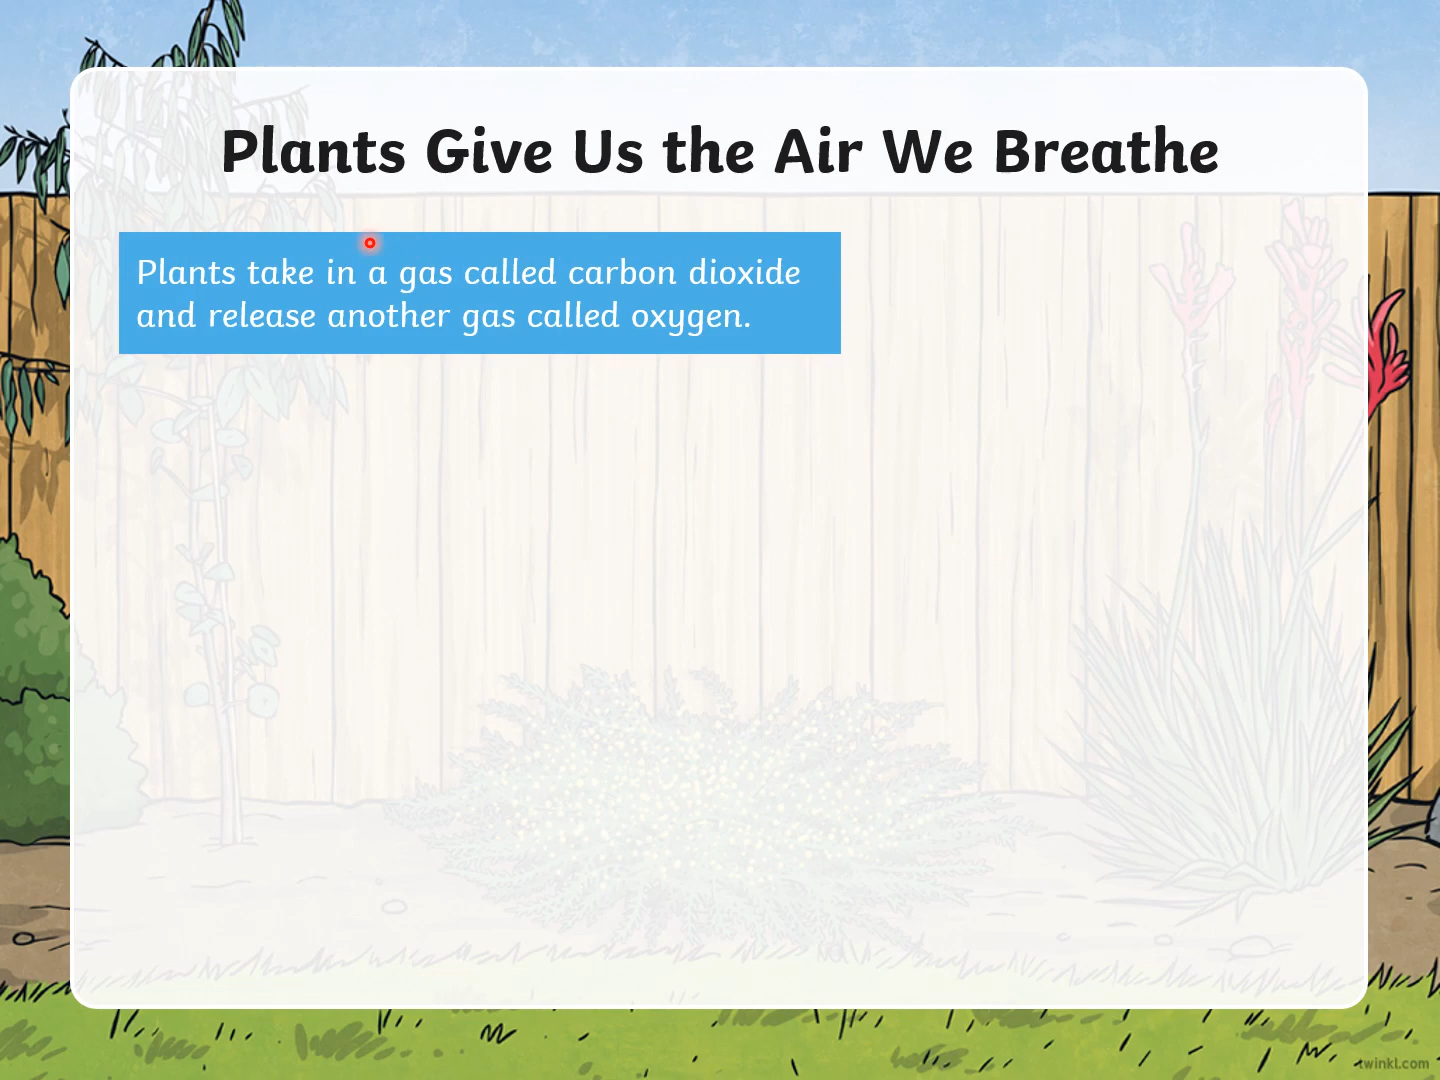 Plants Give Us the Air We Breathe
Plants take in a gas called carbon dioxide
and release another gas called oxygen.
twinkl.com